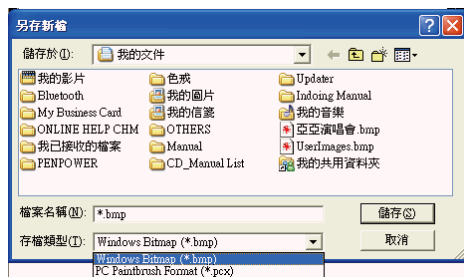 另存新檔
儲存於(I): 我的文件
我的影片 色戒 Updater
Bluetooth 我的圖片 Indoing Manual
My Business Card 我的信箋 我的音樂
ONLINE HELP CHM OTHERS 亞亞演唱會.bmp
我已接收的檔案 Manual UserImages.bmp
PENPOWER CD_Manual List 我的共用資料夾
檔案名稱(N): *.bmp 儲存(S)
存檔類型(T): Windows Bitmap (*.bmp) 取消
Windows Bitmap (*.bmp)
PC Paintbrush Format (*.pcx)